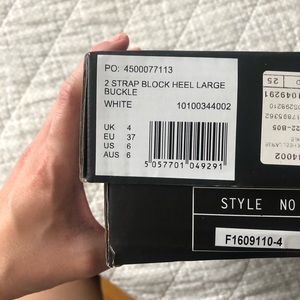 PO: 4500077113
2 STRAP BLOCK HEEL LARGE
BUCKLE
WHITE 10100344002
UK 4
EU 37
US 6
AUS 6
5 057701 049291
STYLE NO
F1609110-4